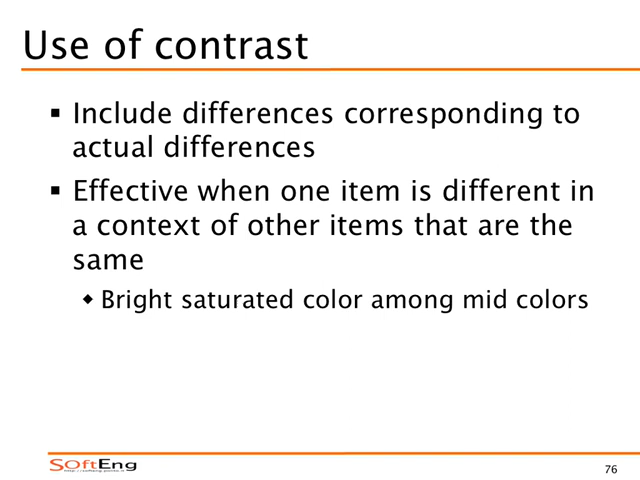 Use of contrast
▪ Include differences corresponding to
actual differences
▪ Effective when one item is different in
a context of other items that are the
same
◆ Bright saturated color among mid colors
SOftEng
76